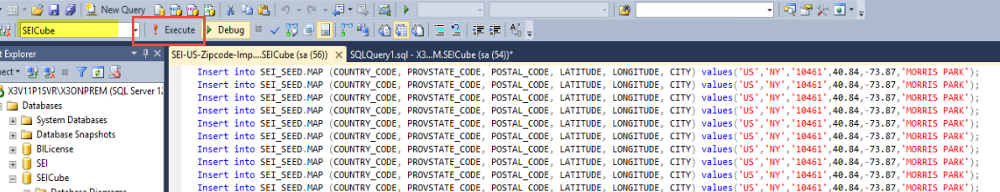 New Query
SEICube
Execute
Debug
t Explorer
SEI-US-Zipcode-Imp....SEICube (sa (56))
SQLQuery1.sql - X3...M.SEICube (sa (54))*
nect
X3V11P1SVR\X3ONPREM (SQL Server 12
Databases
System Databases
Database Snapshots
BILicense
SEI
SEICube
Database Diagrams
Insert into SEI_SEED.MAP (COUNTRY_CODE, PROVSTATE_CODE, POSTAL_CODE, LATITUDE, LONGITUDE, CITY) values('US','NY','10461',40.84,-73.87,'MORRIS PARK');
Insert into SEI_SEED.MAP (COUNTRY_CODE, PROVSTATE_CODE, POSTAL_CODE, LATITUDE, LONGITUDE, CITY) values('US','NY','10461',40.84,-73.87,'MORRIS PARK');
Insert into SEI_SEED.MAP (COUNTRY_CODE, PROVSTATE_CODE, POSTAL_CODE, LATITUDE, LONGITUDE, CITY) values('US','NY','10461',40.84,-73.87,'MORRIS PARK');
Insert into SEI_SEED.MAP (COUNTRY_CODE, PROVSTATE_CODE, POSTAL_CODE, LATITUDE, LONGITUDE, CITY) values('US','NY','10461',40.84,-73.87,'MORRIS PARK');
Insert into SEI_SEED.MAP (COUNTRY_CODE, PROVSTATE_CODE, POSTAL_CODE, LATITUDE, LONGITUDE, CITY) values('US','NY','10461',40.84,-73.87,'MORRIS PARK');
Insert into SEI_SEED.MAP (COUNTRY_CODE, PROVSTATE_CODE, POSTAL_CODE, LATITUDE, LONGITUDE, CITY) values('US','NY','10461',40.84,-73.87,'MORRIS PARK');
Insert into SEI_SEED.MAP (COUNTRY_CODE, PROVSTATE_CODE, POSTAL_CODE, LATITUDE, LONGITUDE, CITY) values('US','NY','10461',40.84,-73.87,'MORRIS PARK');
Insert into SEI_SEED.MAP (COUNTRY_CODE, PROVSTATE_CODE, POSTAL_CODE, LATITUDE, LONGITUDE, CITY) values('US','NY','10461',40.84,-73.87,'MORRIS PARK');
Insert into SEI_SEED.MAP (COUNTRY_CODE, PROVSTATE_CODE, POSTAL_CODE, LATITUDE, LONGITUDE, CITY) values('US','NY','10461',40.84,-73.87,'MORRIS PARK');
Insert into SEI_SEED.MAP (COUNTRY_CODE, PROVSTATE_CODE, POSTAL_CODE, LATITUDE, LONGITUDE, CITY) values('US','NY','10461',40.84,-73.87,'MORRIS PARK');